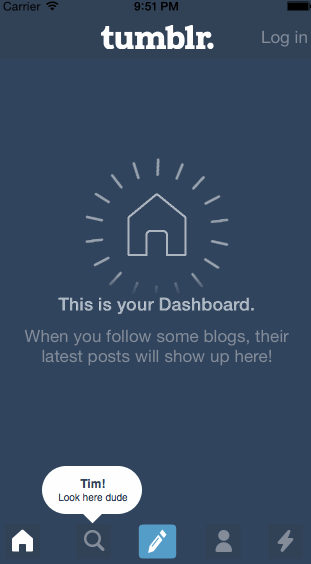 Carrier 9:51 PM
tumblr. Log in
This is your Dashboard.
When you follow some blogs, their
latest posts will show up here!
Tim!
Look here dude